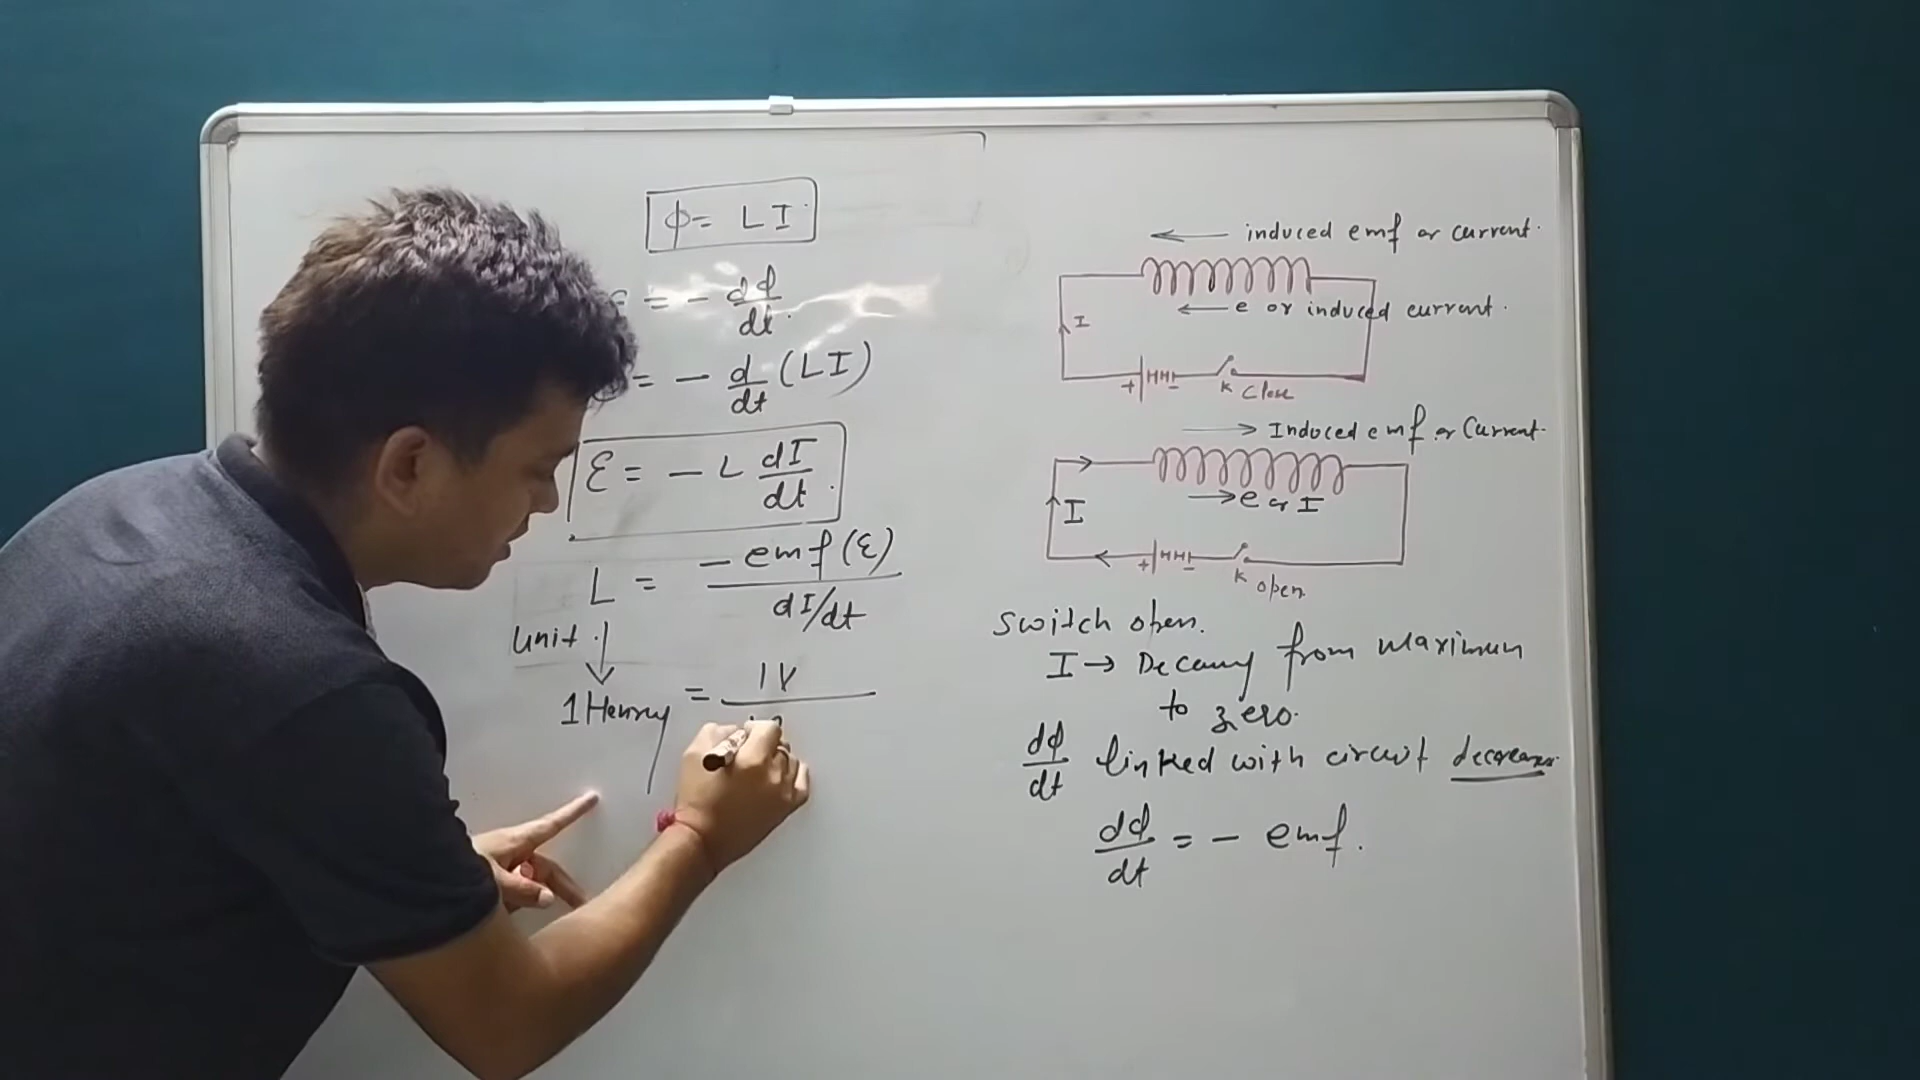 φ = LI
= - dφ/dt
= - d/dt (LI)
ε = - L dI/dt
L = - emf (ε) / dI/dt
Unit
1 Henry = 1V
← induced emf or current.
← e or induced current.
I
+ -
K Close
→ Induced emf or Current
→ e or I
I
+ -
K open
Switch open.
I → Decay from Maximum
to zero.
dφ/dt linked with circuit decreases
dφ/dt = - emf.